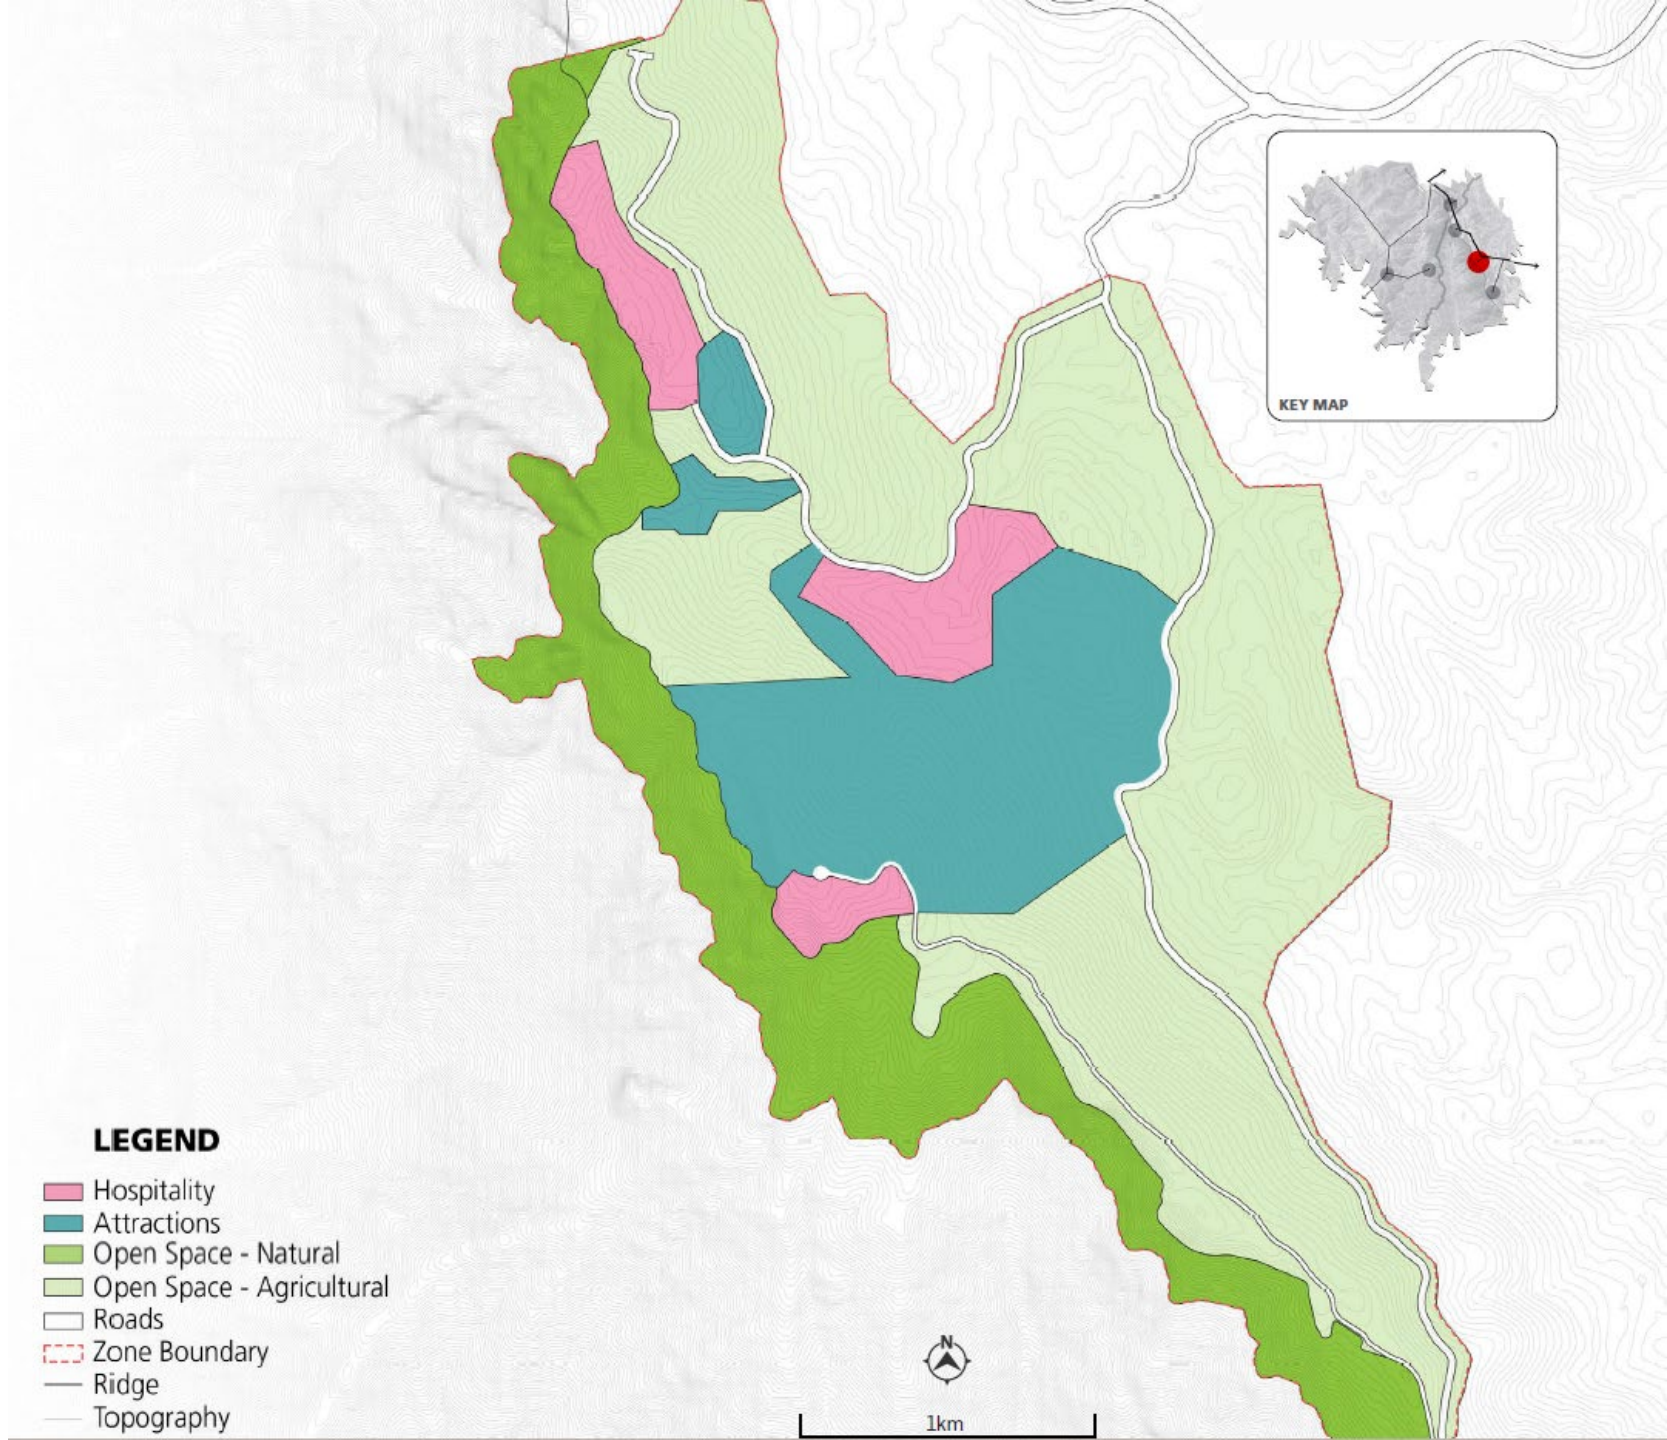 KEY MAP
LEGEND
Hospitality
Attractions
Open Space - Natural
Open Space - Agricultural
Roads
Zone Boundary
Ridge
Topography
N
1km